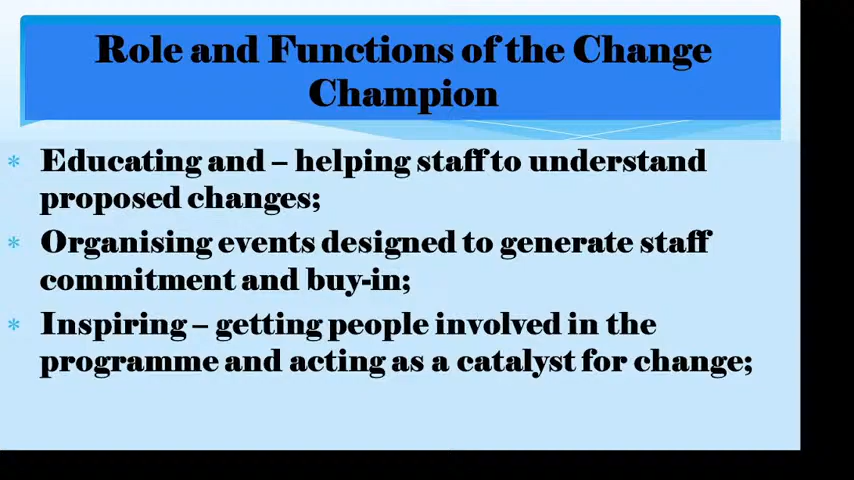 Role and Functions of the Change
Champion
* Educating and – helping staff to understand
proposed changes;
* Organising events designed to generate staff
commitment and buy-in;
* Inspiring – getting people involved in the
programme and acting as a catalyst for change;